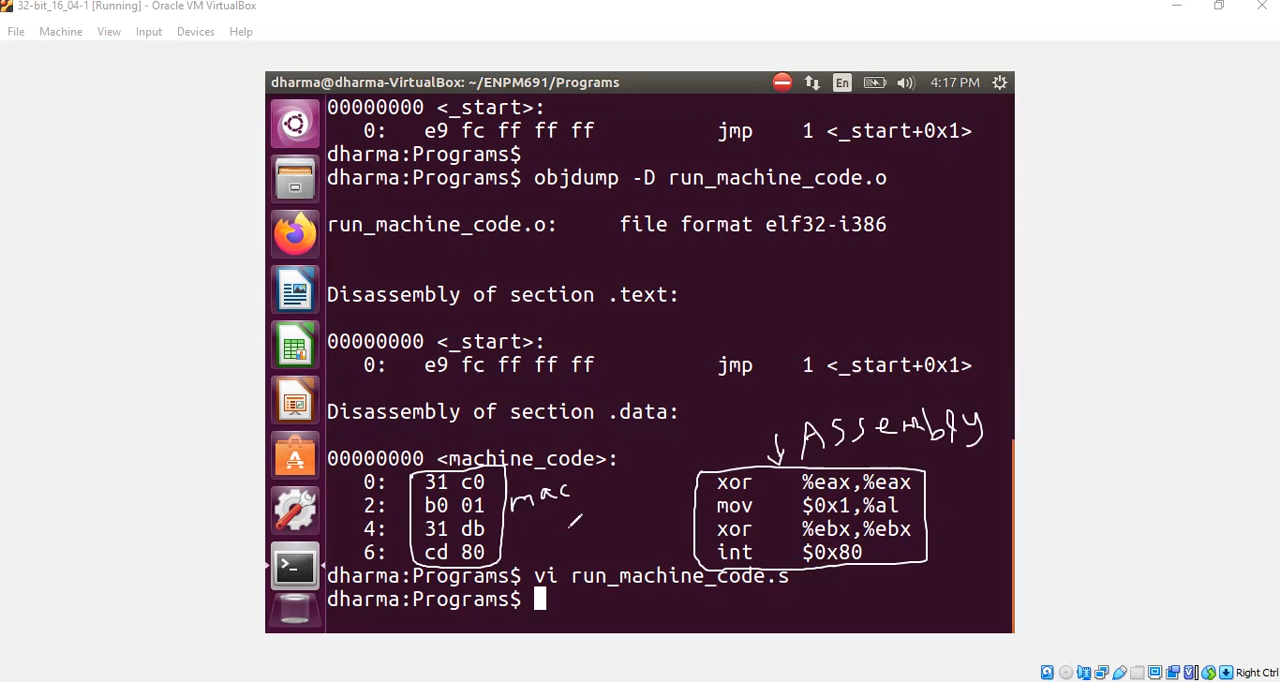 32-bit_16_04-1 [Running] - Oracle VM VirtualBox
File Machine View Input Devices Help
dharma@dharma-VirtualBox: ~/ENPM691/Programs En 4:17 PM
00000000 <_start>:
0: e9 fc ff ff ff jmp 1 <_start+0x1>
dharma:Programs$
dharma:Programs$ objdump -D run_machine_code.o
run_machine_code.o: file format elf32-i386
Disassembly of section .text:
00000000 <_start>:
0: e9 fc ff ff ff jmp 1 <_start+0x1>
Disassembly of section .data:
Assembly
00000000 <machine_code>:
0: 31 c0 xor %eax,%eax
mac
2: b0 01 mov $0x1,%al
4: 31 db xor %ebx,%ebx
6: cd 80 int $0x80
dharma:Programs$ vi run_machine_code.s
dharma:Programs$
Right Ctrl